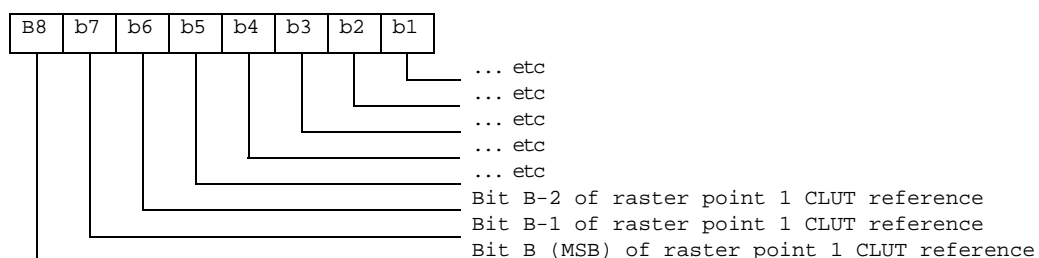 B8 b7 b6 b5 b4 b3 b2 b1
... etc
... etc
... etc
... etc
... etc
Bit B-2 of raster point 1 CLUT reference
Bit B-1 of raster point 1 CLUT reference
Bit B (MSB) of raster point 1 CLUT reference